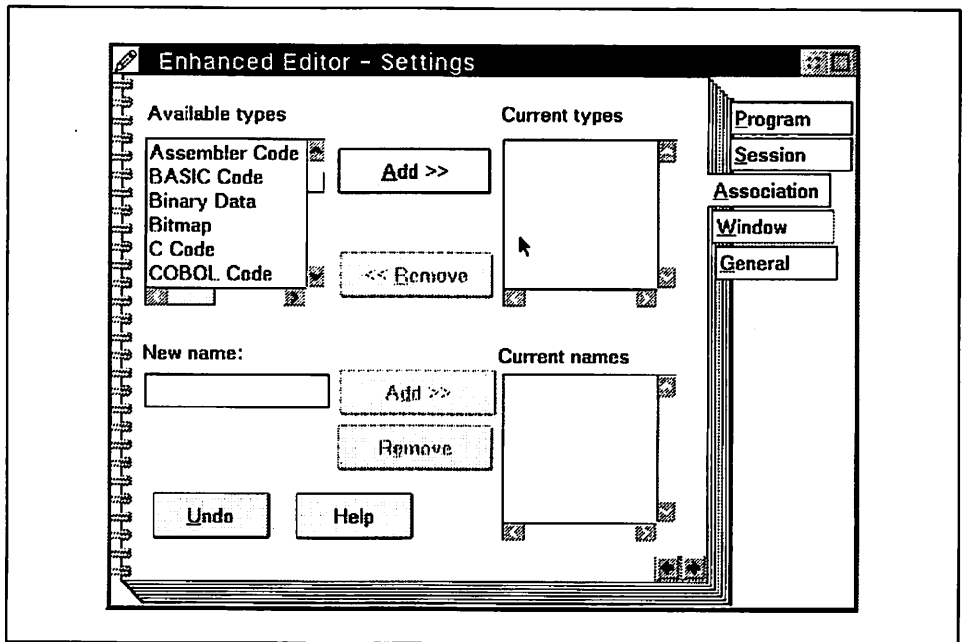 Enhanced Editor - Settings
Available types
Current types
Assembler Code
BASIC Code
Binary Data
Bitmap
C Code
COBOL Code
Add >>
<< Remove
Program
Session
Association
Window
General
New name:
Current names
Add >>
Remove
Undo
Help